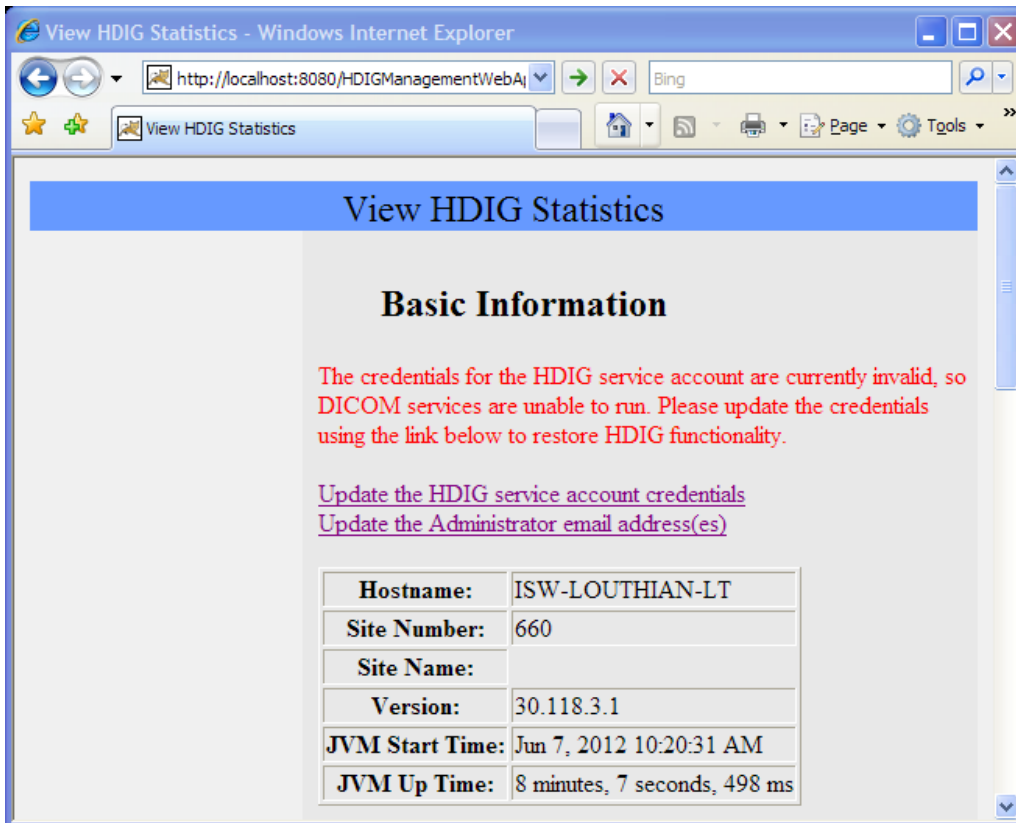 View HDIG Statistics - Windows Internet Explorer
http://localhost:8080/HDIGManagementWebA
Bing
View HDIG Statistics
Page
Tools
»
View HDIG Statistics
Basic Information
The credentials for the HDIG service account are currently invalid, so
DICOM services are unable to run. Please update the credentials
using the link below to restore HDIG functionality.
Update the HDIG service account credentials
Update the Administrator email address(es)
Hostname: ISW-LOUTHIAN-LT
Site Number: 660
Site Name:
Version: 30.118.3.1
JVM Start Time: Jun 7, 2012 10:20:31 AM
JVM Up Time: 8 minutes, 7 seconds, 498 ms